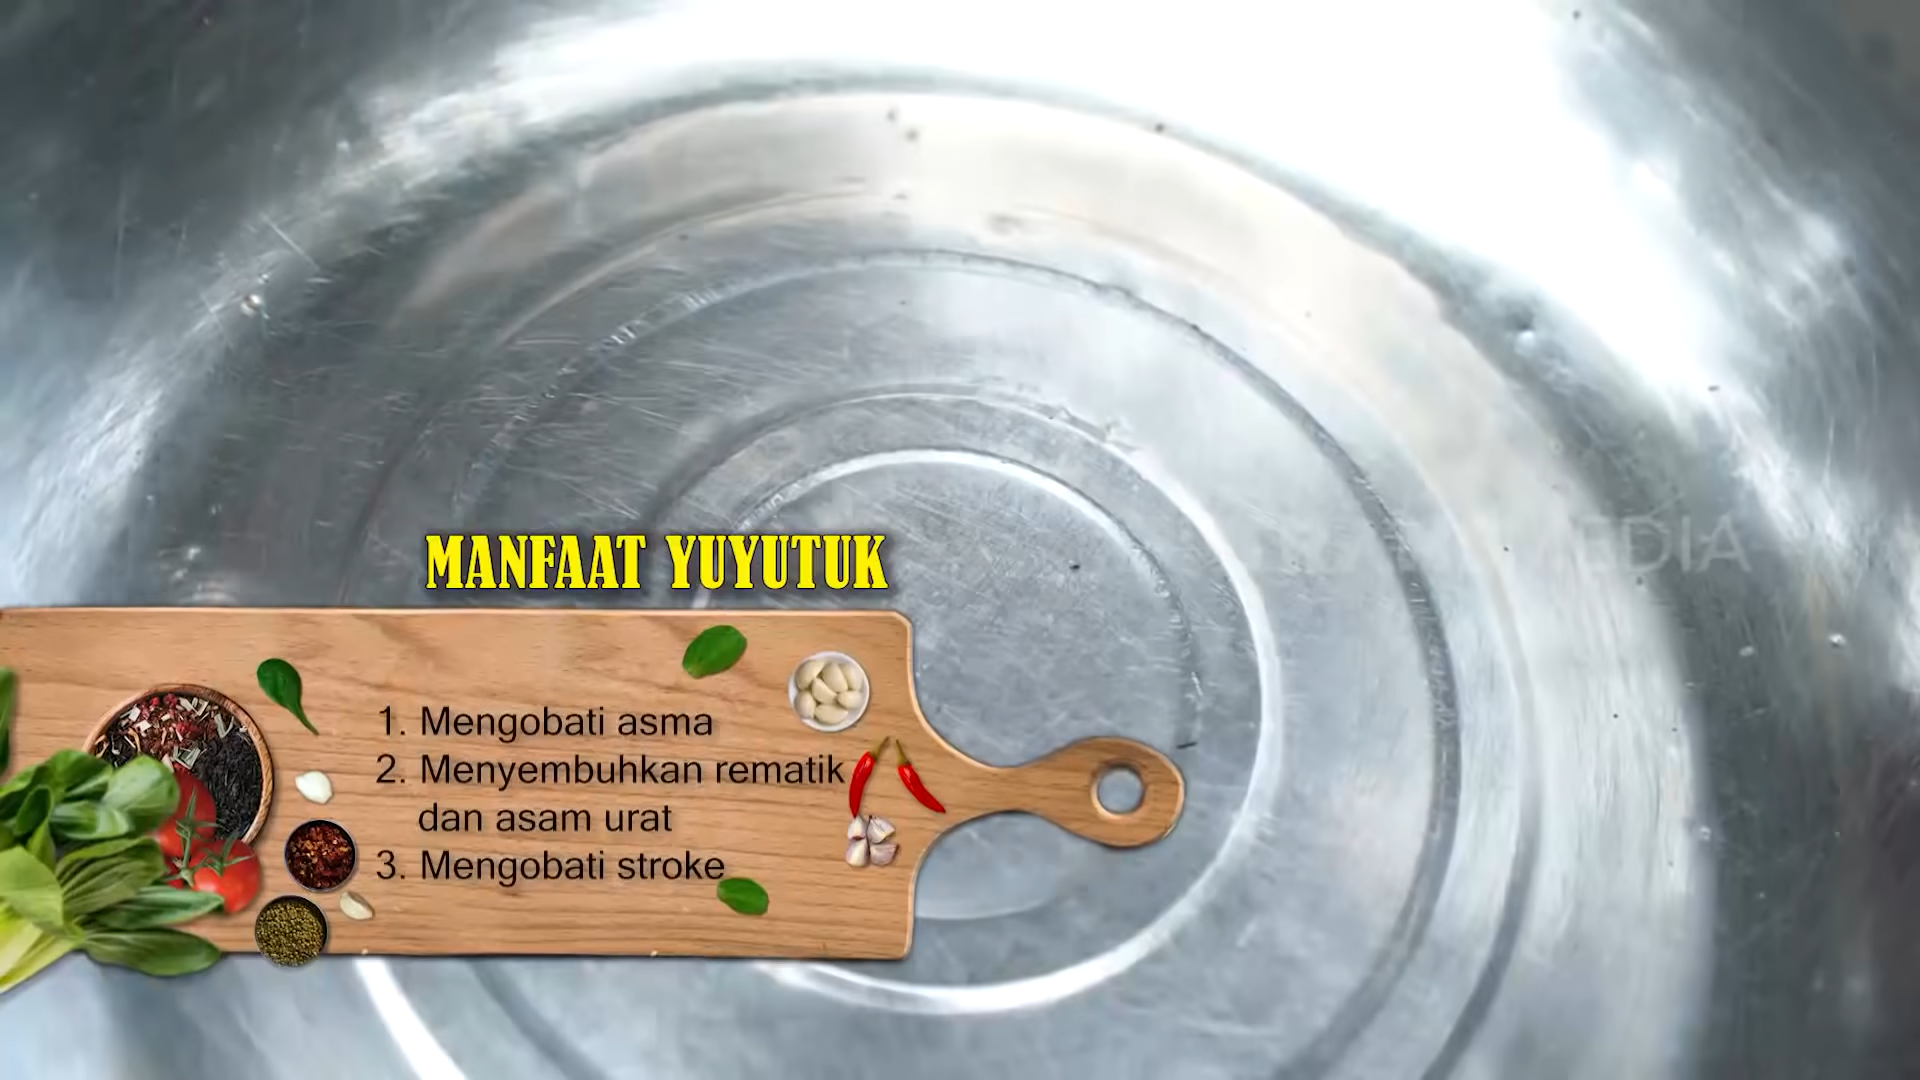 MANFAAT YUYUTUK
1. Mengobati asma
2. Menyembuhkan rematik
dan asam urat
3. Mengobati stroke